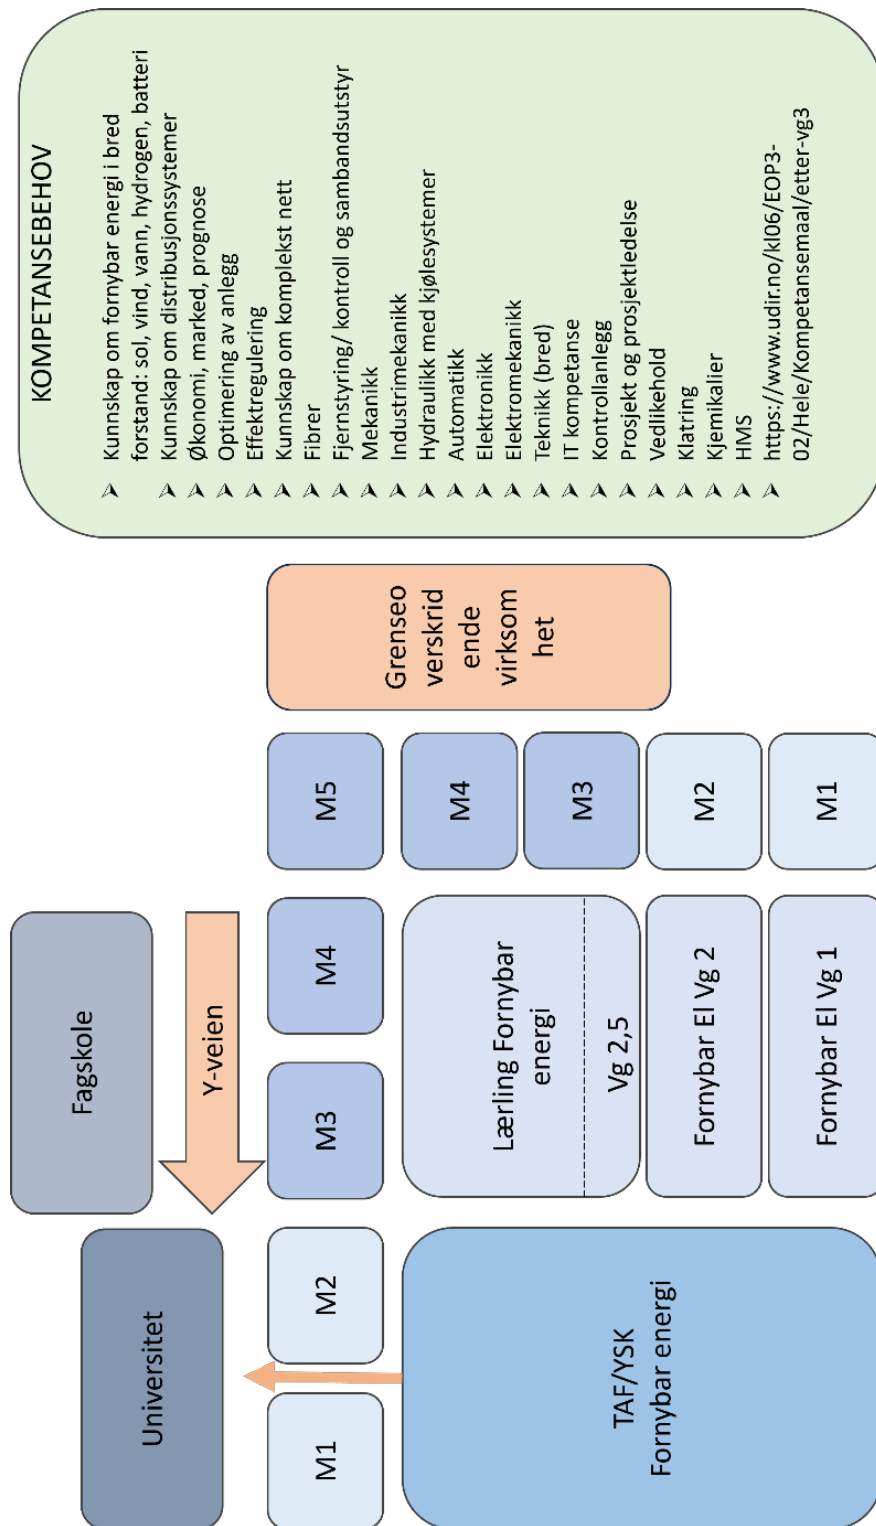 Universitet
Fagskole
Y-veien
M1
M2
M3
M4
M5
TAF/YSK
Fornybar energi
Lærling Fornybar
energi
Vg 2,5
Fornybar El Vg 2
Fornybar El Vg 1
M4
M3
M2
M1
Grenseo
verskrid
ende
virksom
het
KOMPETANSEBEHOV
➢ Kunnskap om fornybar energi i bred
forstand: sol, vind, vann, hydrogen, batteri
➢ Kunnskap om distribusjonssystemer
➢ Økonomi, marked, prognose
➢ Optimering av anlegg
➢ Effektregulering
➢ Kunnskap om komplekst nett
➢ Fibrer
➢ Fjernstyring/ kontroll og sambandsutstyr
➢ Mekanikk
➢ Industrimekanikk
➢ Hydraulikk med kjølesystemer
➢ Automatikk
➢ Elektronikk
➢ Elektromekanikk
➢ Teknikk (bred)
➢ IT kompetanse
➢ Kontrollanlegg
➢ Prosjekt og prosjektledelse
➢ Vedlikehold
➢ Klatring
➢ Kjemikalier
➢ HMS
➢ https://www.udir.no/kl06/EOP3-
02/Hele/Kompetansemaal/etter-vg3